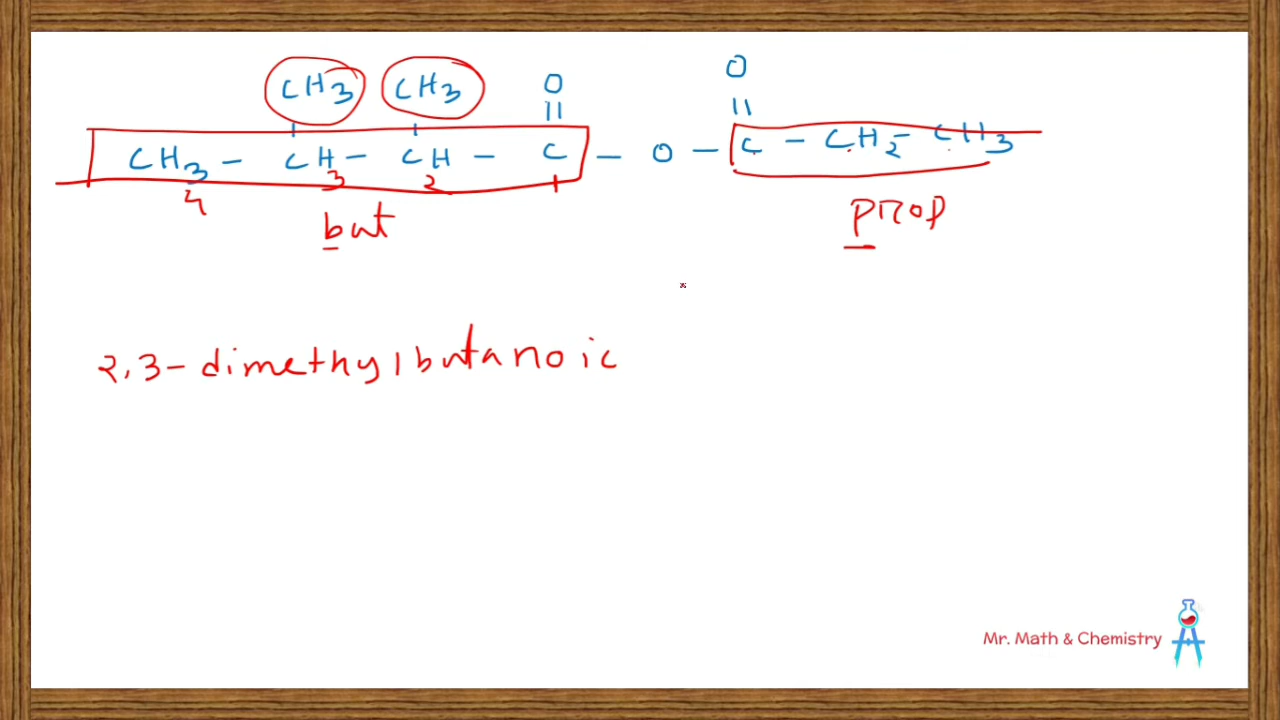 CH3 CH3 O O
|| ||
CH3 - CH - CH - C - O - C - CH2 - CH3
4 3 2 1
but prop
2,3-dimethylbutanoic
Mr. Math & Chemistry